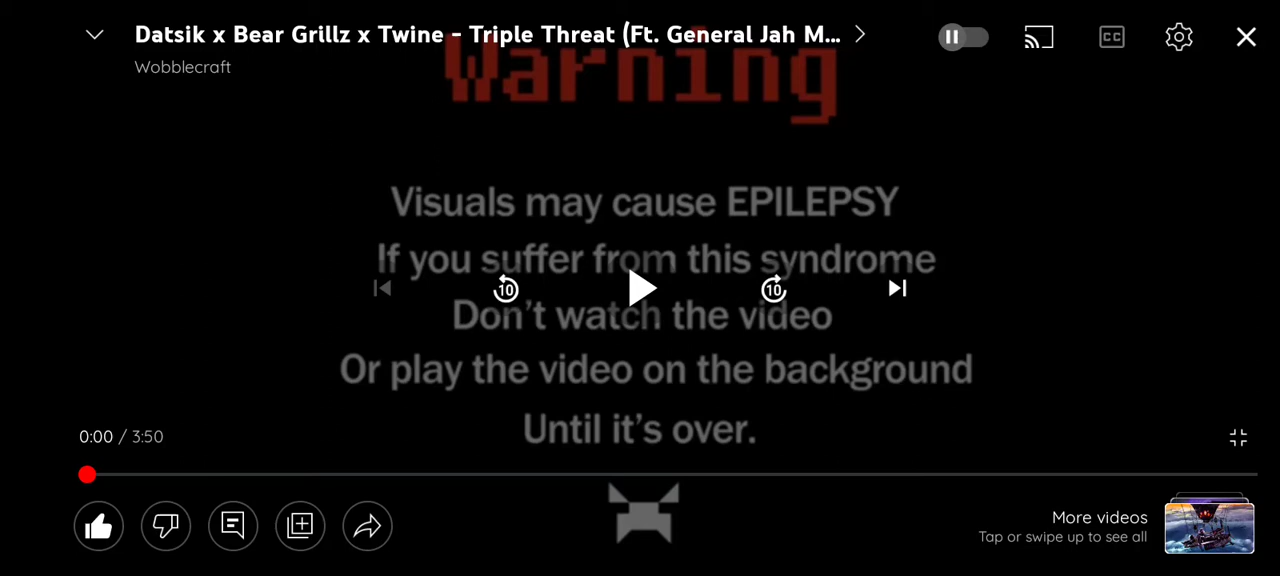 Datsik x Bear Grillz x Twine - Triple Threat (Ft. General Jah M...
Wobblecraft
CC
Warning
Visuals may cause EPILEPSY
If you suffer from this syndrome
10
10
Don't watch the video
Or play the video on the background
Until it's over.
0:00 / 3:50
More videos
Tap or swipe up to see all